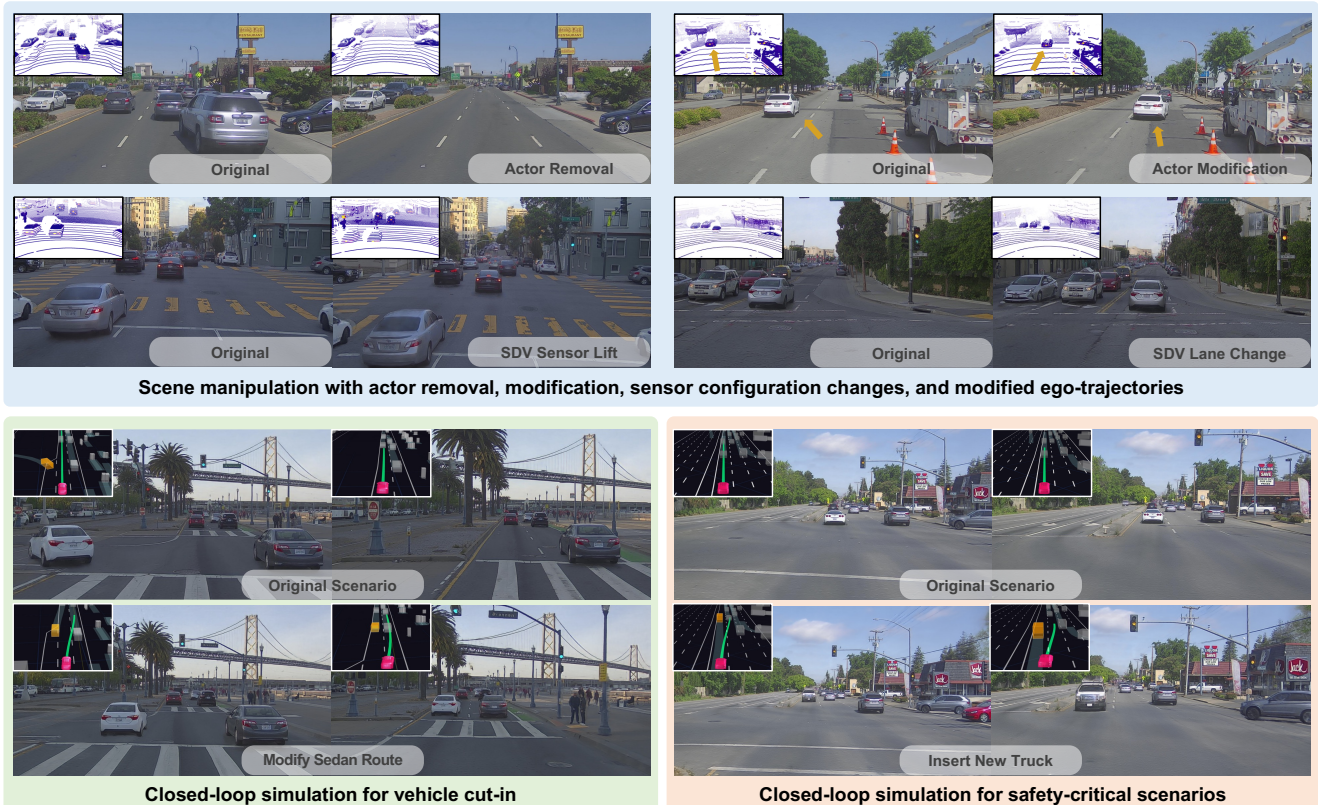 Original
Actor Removal
Original
Actor Modification
Original
SDV Sensor Lift
Original
SDV Lane Change
Scene manipulation with actor removal, modification, sensor configuration changes, and modified ego-trajectories
Original Scenario
Original Scenario
Modify Sedan Route
Insert New Truck
Closed-loop simulation for vehicle cut-in
Closed-loop simulation for safety-critical scenarios